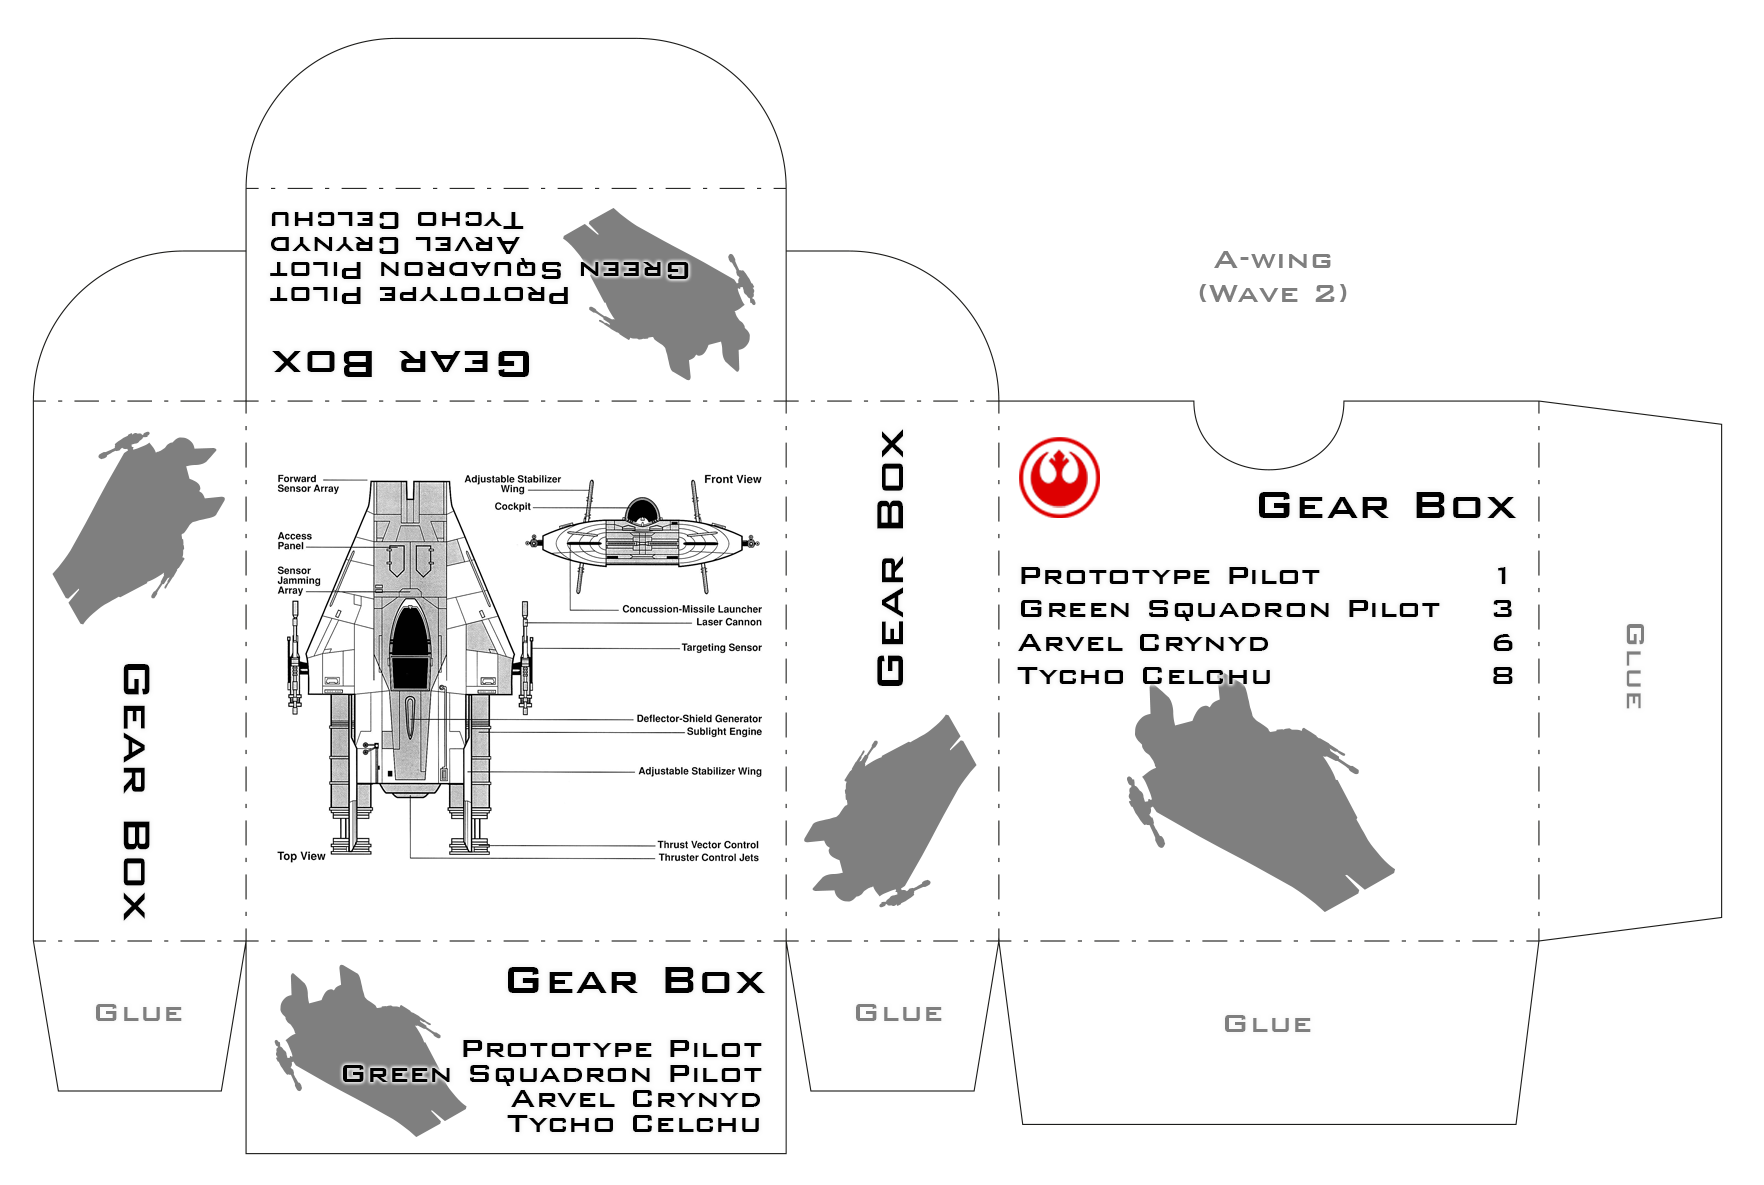 Tycho Celchu
Arvel Crynyd
Green Squadron Pilot
Prototype Pilot
Gear Box
A-wing
(Wave 2)
Gear Box
Forward
Sensor Array
Access
Panel
Sensor
Jamming
Array
Top View
Adjustable Stabilizer
Wing
Cockpit
Front View
Concussion-Missile Launcher
Laser Cannon
Targeting Sensor
Deflector-Shield Generator
Sublight Engine
Adjustable Stabilizer Wing
Thrust Vector Control
Thruster Control Jets
Gear Box
Gear Box
Prototype Pilot 1
Green Squadron Pilot 3
Arvel Crynyd 6
Tycho Celchu 8
Glue
Glue
Gear Box
Prototype Pilot
Green Squadron Pilot
Arvel Crynyd
Tycho Celchu
Glue
Glue